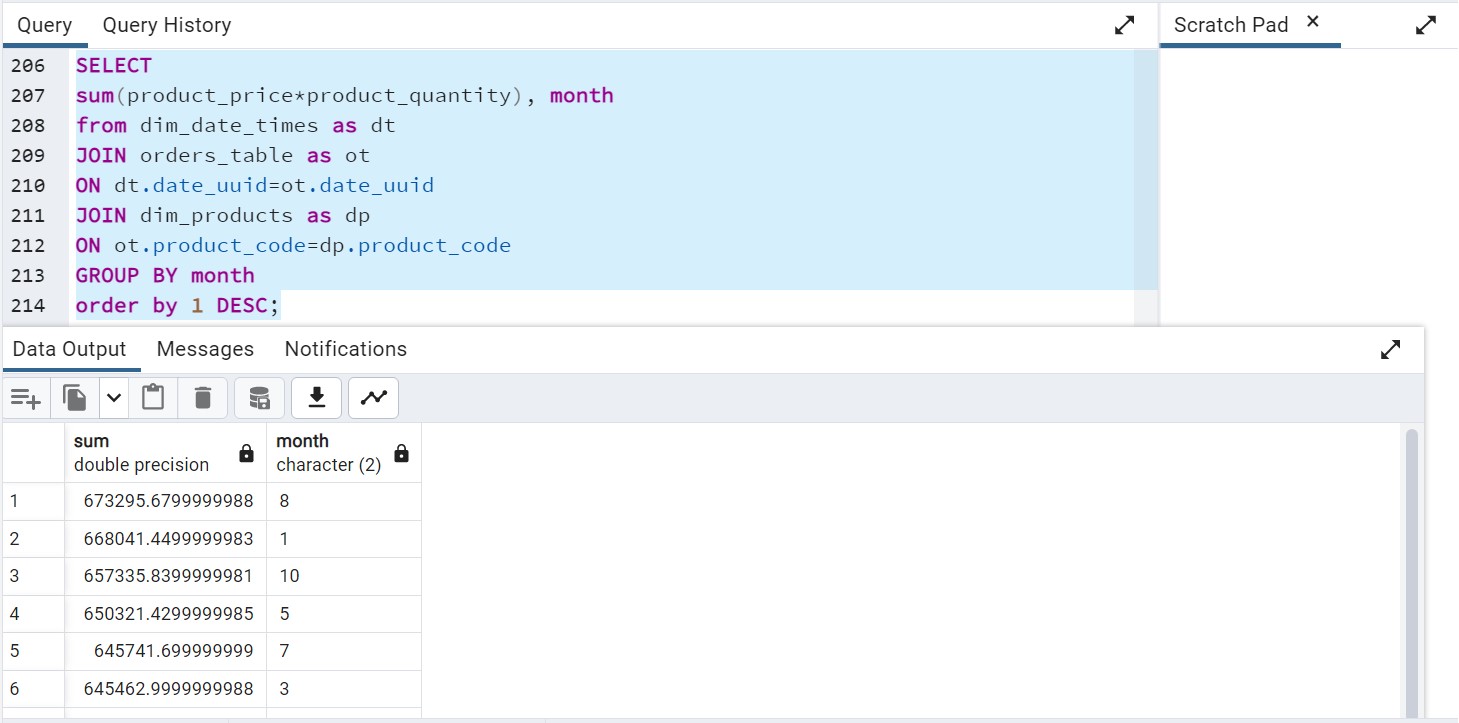 Query Query History Scratch Pad ×
206 SELECT
207 sum(product_price*product_quantity), month
208 from dim_date_times as dt
209 JOIN orders_table as ot
210 ON dt.date_uuid=ot.date_uuid
211 JOIN dim_products as dp
212 ON ot.product_code=dp.product_code
213 GROUP BY month
214 order by 1 DESC;
Data Output Messages Notifications
sum month
double precision character (2)
1 673295.6799999988 8
2 668041.4499999983 1
3 657335.8399999981 10
4 650321.4299999985 5
5 645741.699999999 7
6 645462.9999999988 3